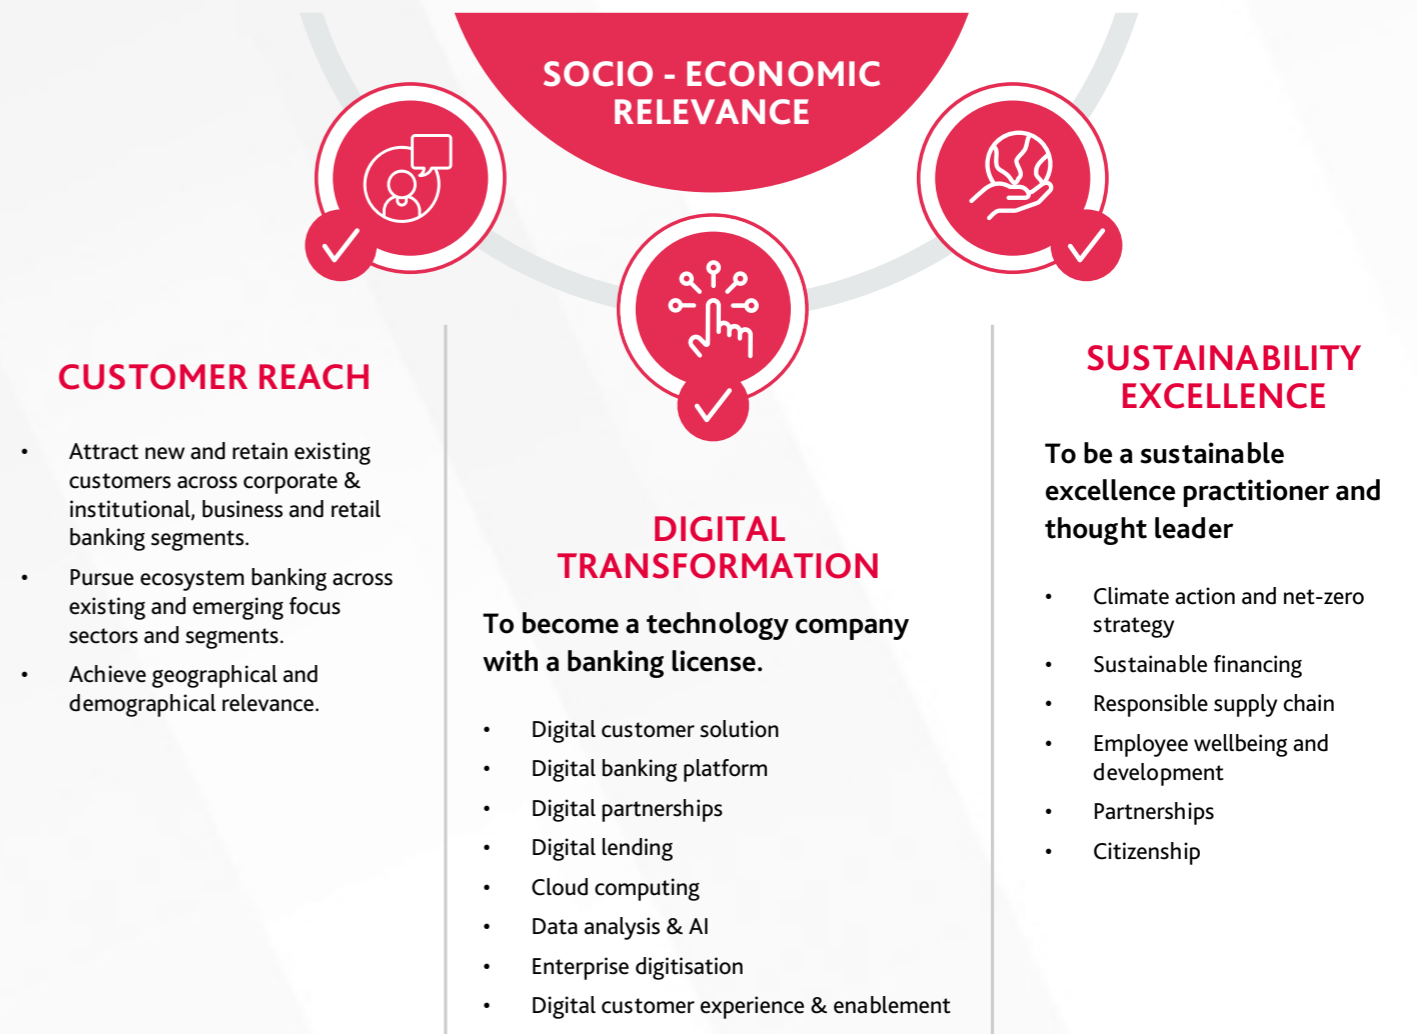 SOCIO - ECONOMIC
RELEVANCE
CUSTOMER REACH
• Attract new and retain existing
customers across corporate &
institutional, business and retail
banking segments.
• Pursue ecosystem banking across
existing and emerging focus
sectors and segments.
• Achieve geographical and
demographical relevance.
DIGITAL
TRANSFORMATION
To become a technology company
with a banking license.
• Digital customer solution
• Digital banking platform
• Digital partnerships
• Digital lending
• Cloud computing
• Data analysis & AI
• Enterprise digitisation
• Digital customer experience & enablement
SUSTAINABILITY
EXCELLENCE
To be a sustainable
excellence practitioner and
thought leader
• Climate action and net-zero
strategy
• Sustainable financing
• Responsible supply chain
• Employee wellbeing and
development
• Partnerships
• Citizenship